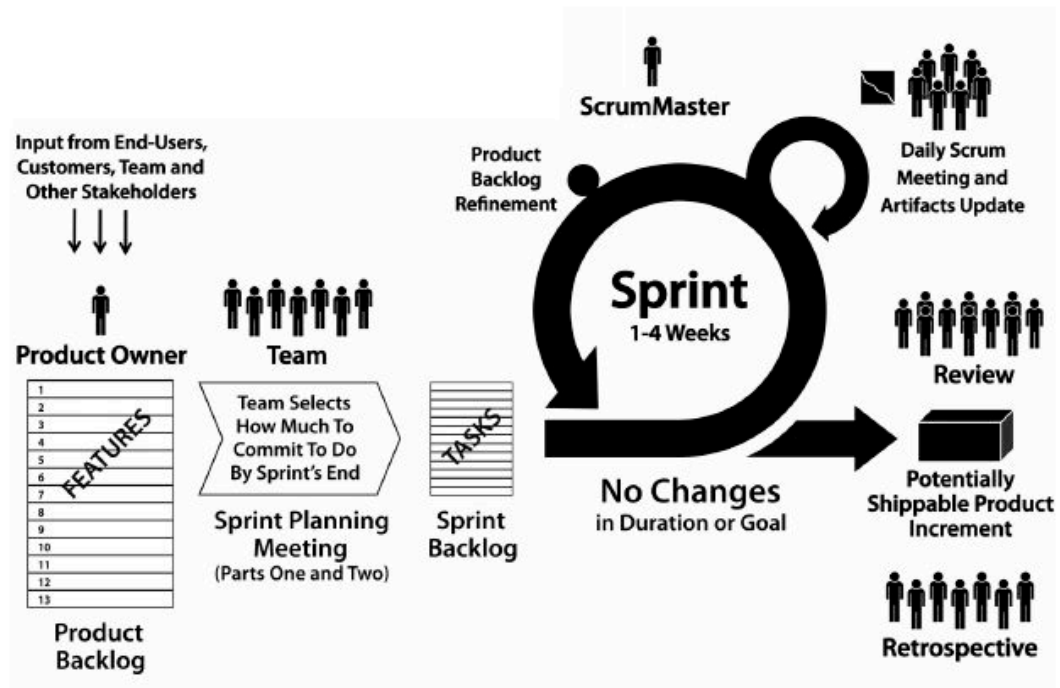 Input from End-Users,
Customers, Team and
Other Stakeholders
Product Owner
1
2
3
4
5
6
7
8
9
10
11
12
13
FEATURES
Product
Backlog
Team
Team Selects
How Much To
Commit To Do
By Sprint's End
Sprint Planning
Meeting
(Parts One and Two)
TASKS
Sprint
Backlog
ScrumMaster
Product
Backlog
Refinement
Sprint
1-4 Weeks
No Changes
in Duration or Goal
Daily Scrum
Meeting and
Artifacts Update
Review
Potentially
Shippable Product
Increment
Retrospective